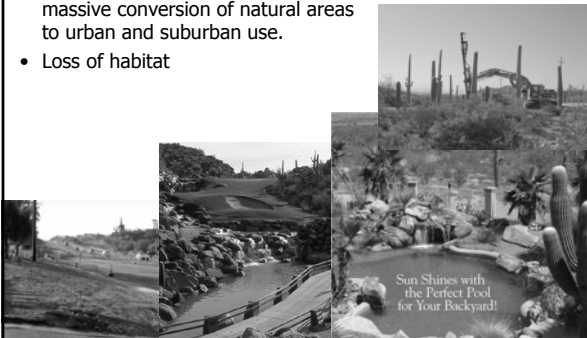 massive conversion of natural areas
to urban and suburban use.
• Loss of habitat
Sun Shines with
the Perfect Pool
for Your Backyard!